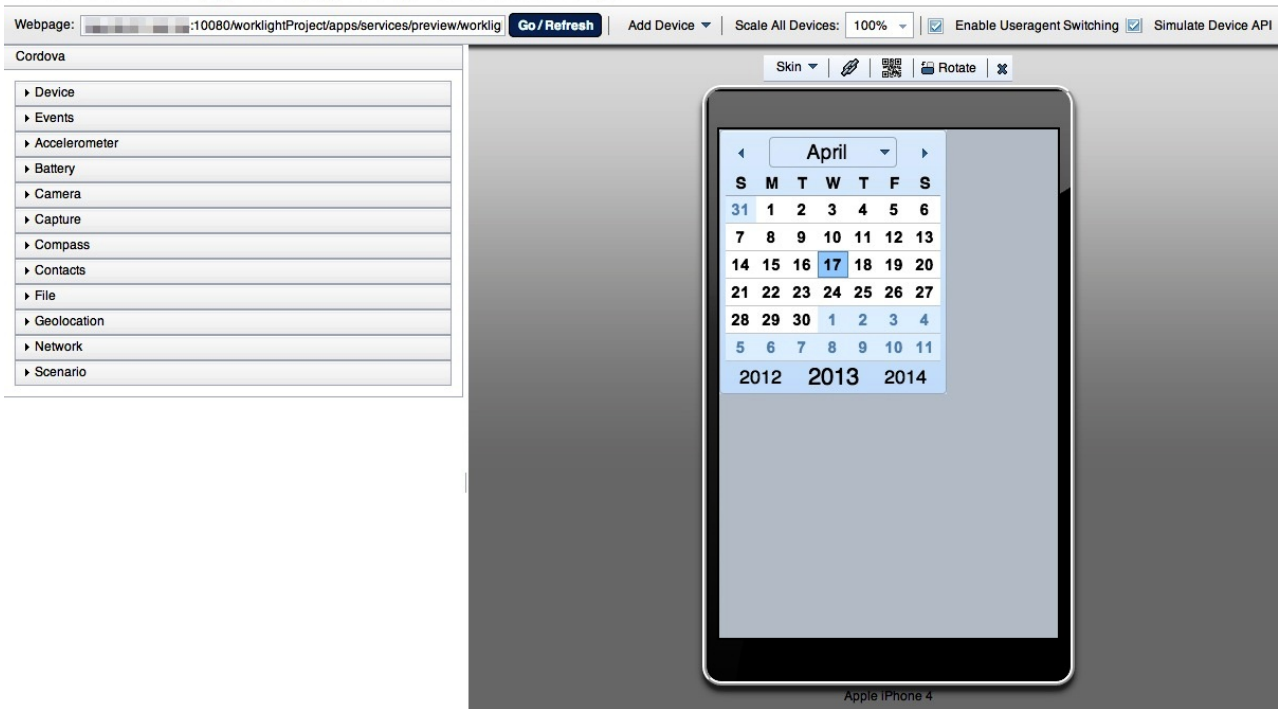 Webpage: :10080/worklightProject/apps/services/preview/worklig Go / Refresh Add Device Scale All Devices: 100% Enable Useragent Switching Simulate Device API
Cordova
Device
Events
Accelerometer
Battery
Camera
Capture
Compass
Contacts
File
Geolocation
Network
Scenario
Skin Rotate
April
S M T W T F S
31 1 2 3 4 5 6
7 8 9 10 11 12 13
14 15 16 17 18 19 20
21 22 23 24 25 26 27
28 29 30 1 2 3 4
5 6 7 8 9 10 11
2012 2013 2014
Apple iPhone 4